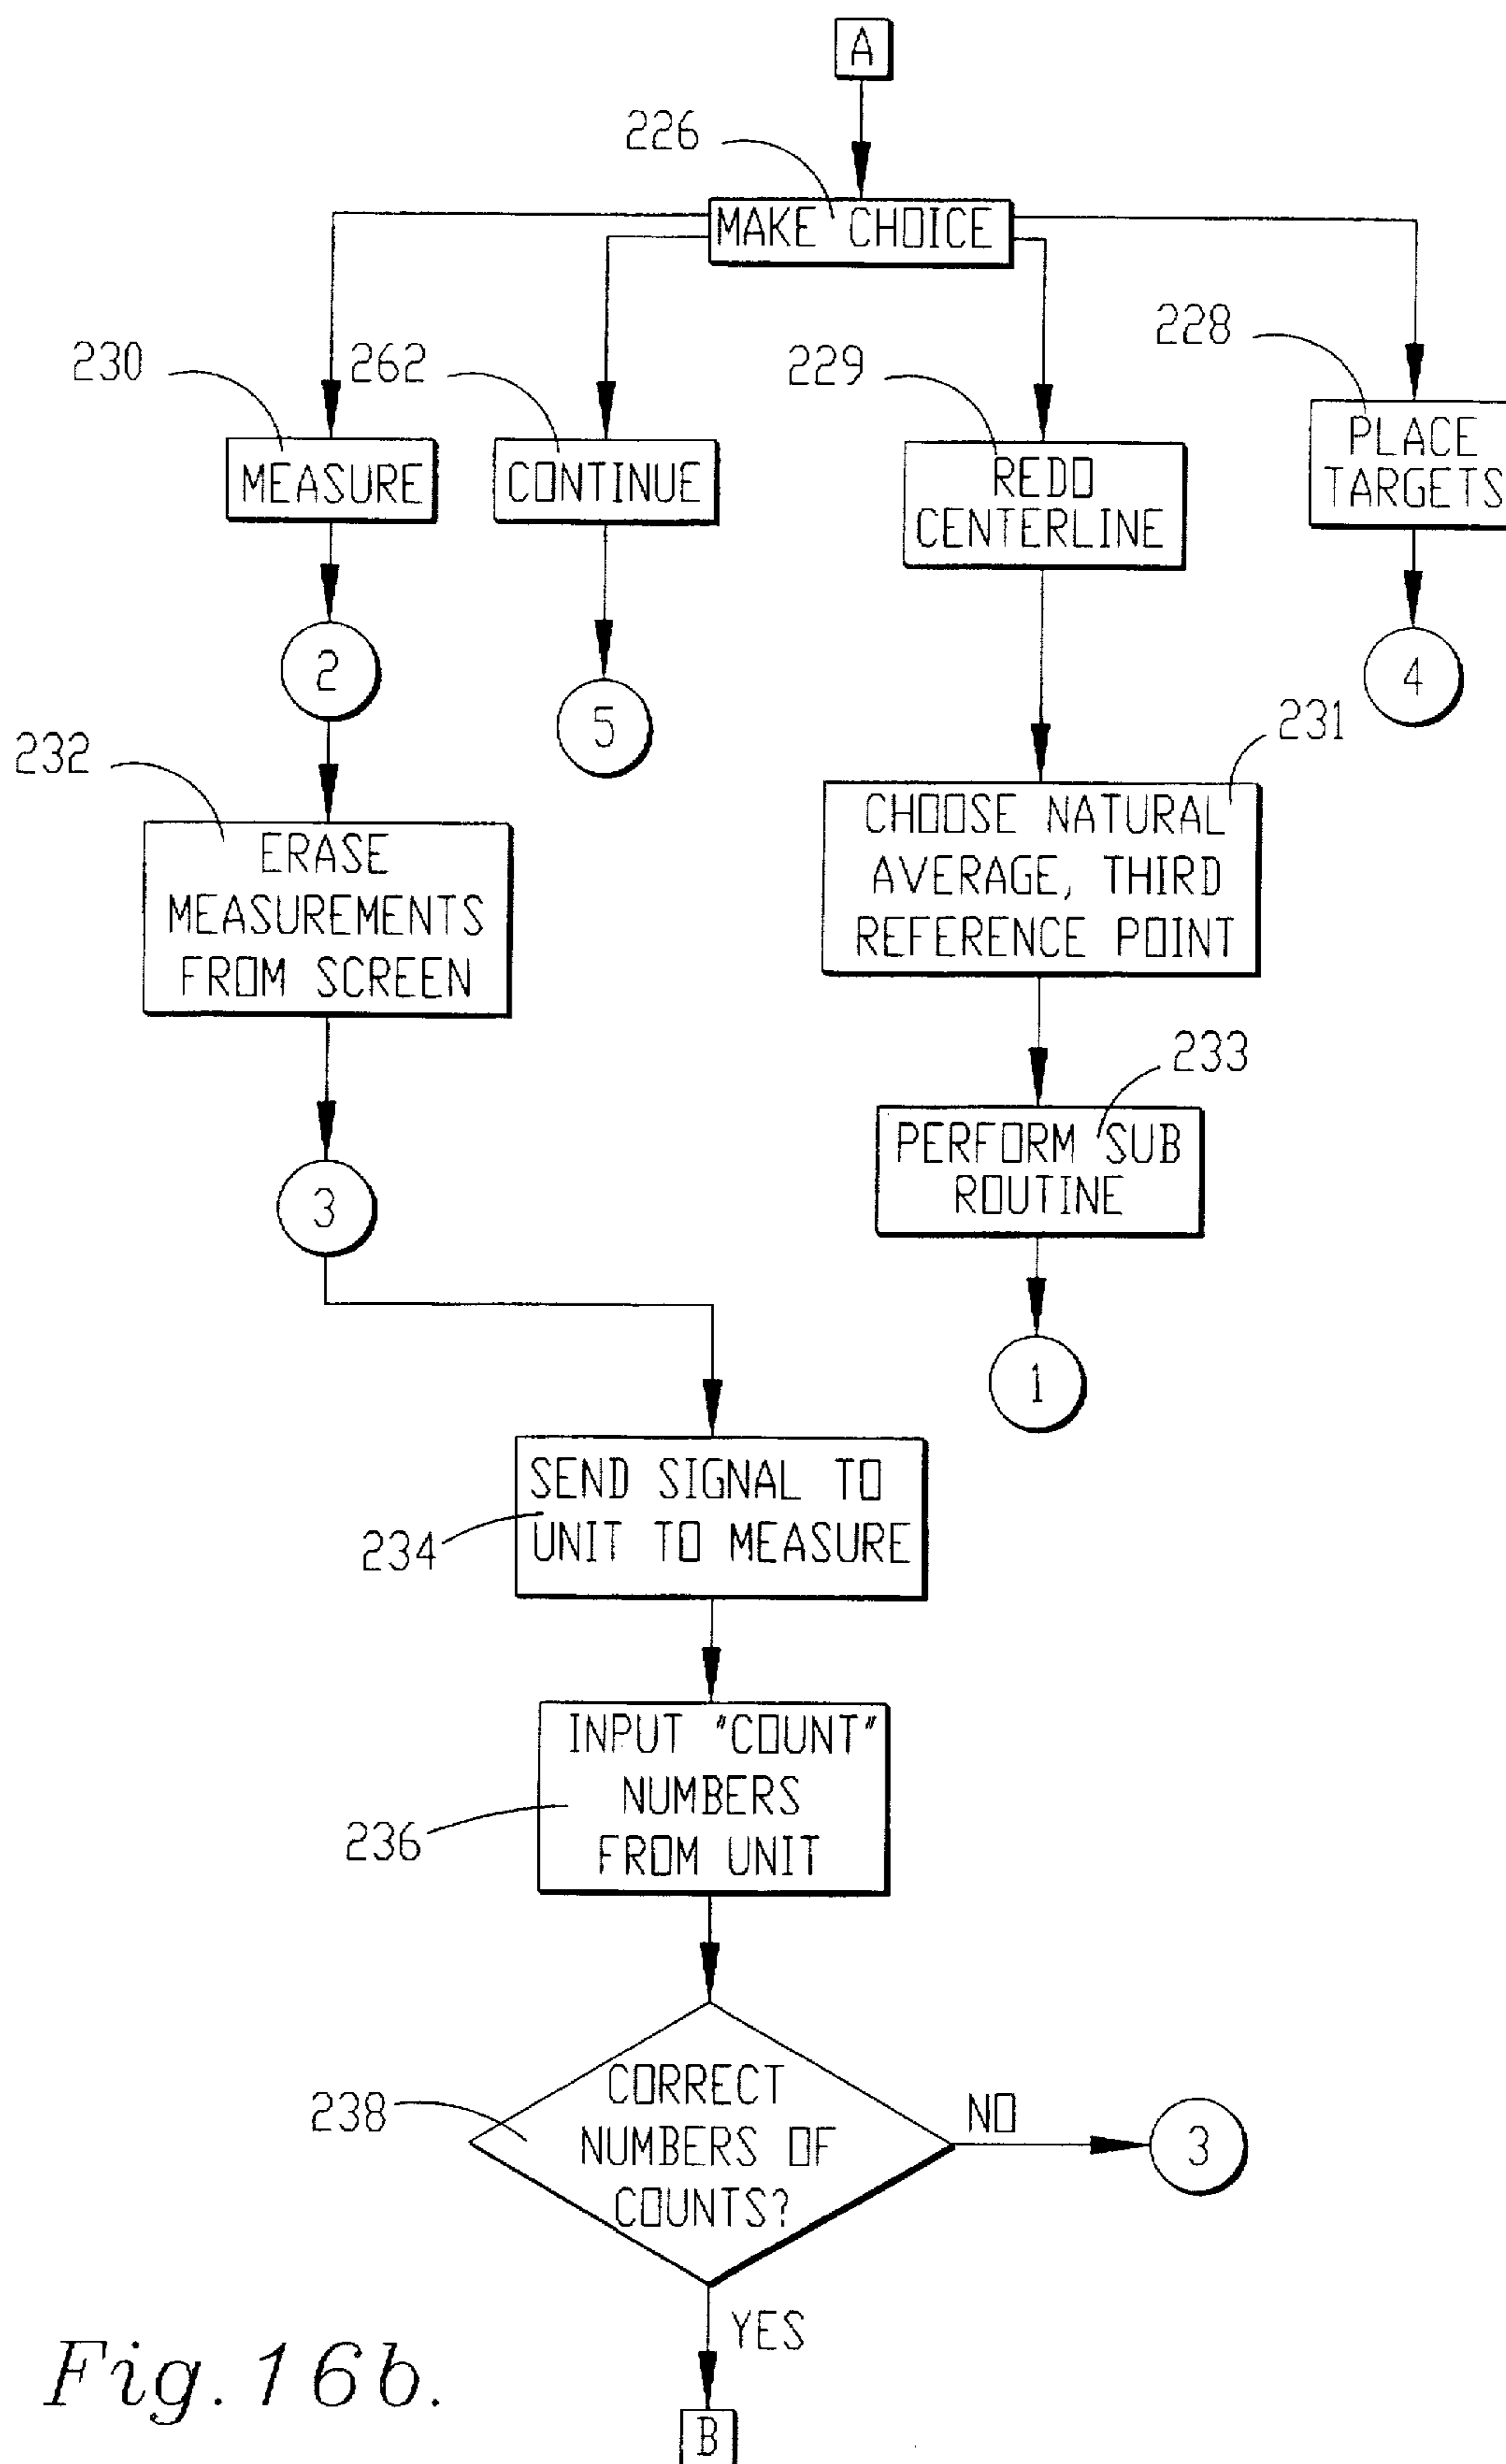 A
226
MAKE CHOICE
230
262
229
228
MEASURE
CONTINUE
REDO
CENTERLINE
PLACE
TARGETS
2
5
4
232
231
ERASE
MEASUREMENTS
FROM SCREEN
CHOOSE NATURAL
AVERAGE, THIRD
REFERENCE POINT
233
PERFORM SUB
ROUTINE
3
1
SEND SIGNAL TO
UNIT TO MEASURE
234
INPUT "COUNT"
NUMBERS
FROM UNIT
236
CORRECT
NUMBERS OF
COUNTS?
238
NO
3
YES
B
Fig. 16b.